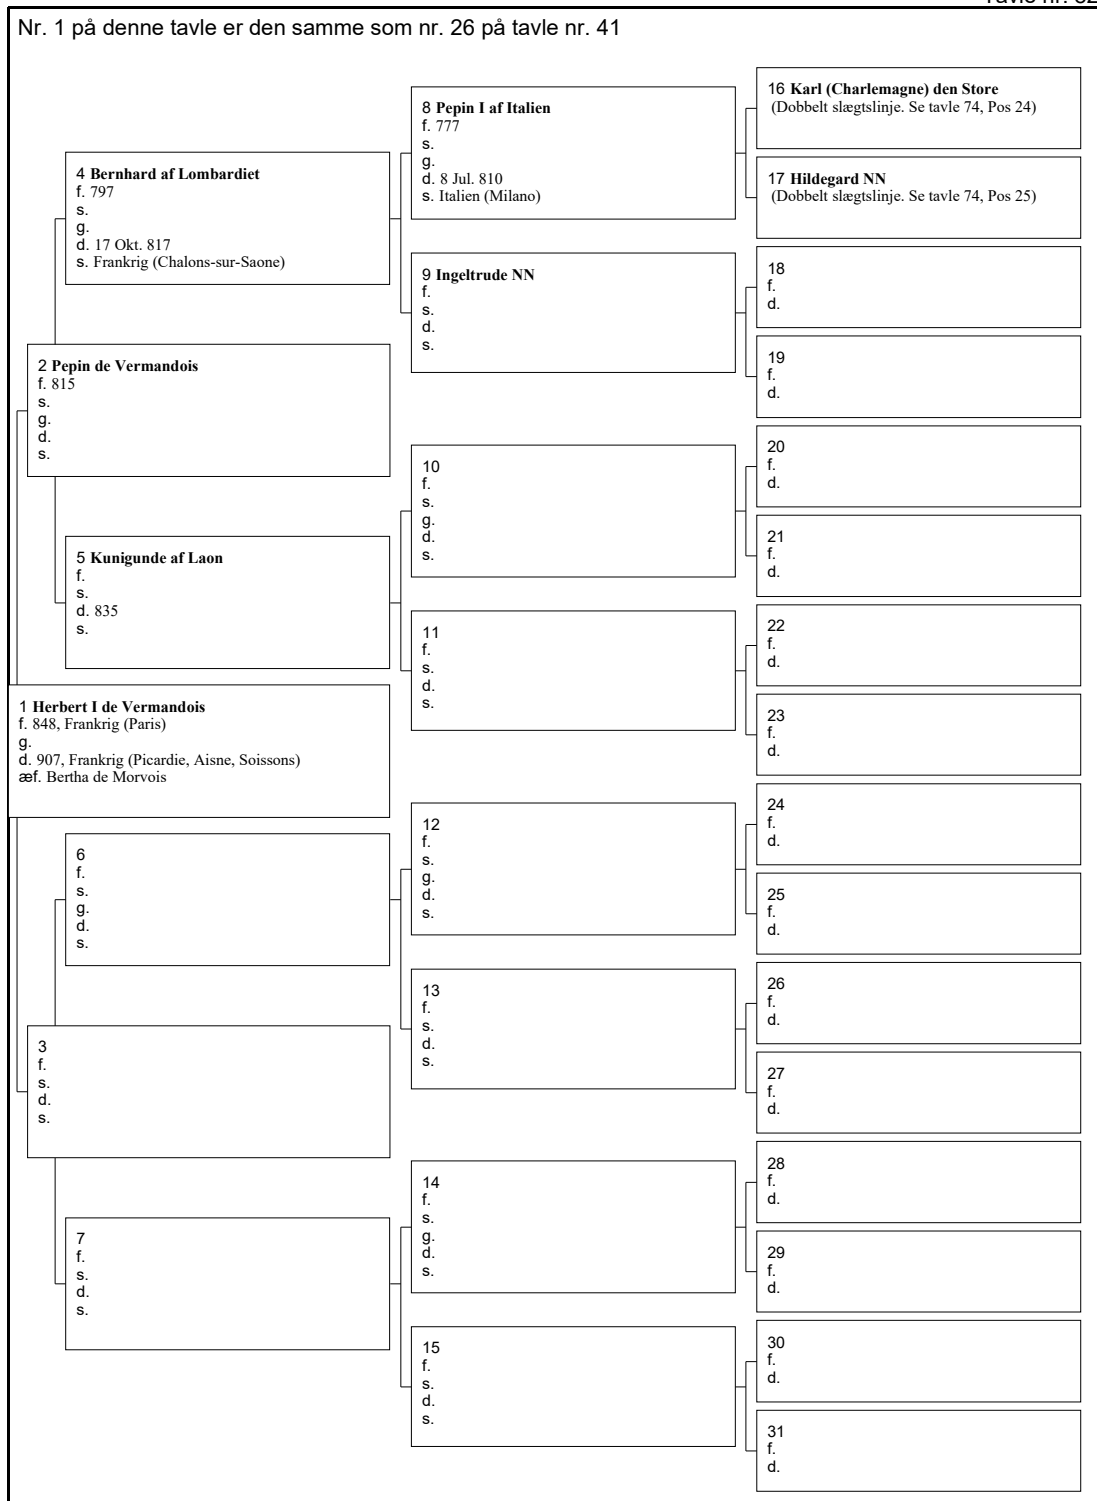 Nr. 1 på denne tavle er den samme som nr. 26 på tavle nr. 41
16 Karl (Charlemagne) den Store
(Dobbelt slægtslinje. Se tavle 74, Pos 24)
8 Pepin I af Italien
f. 777
s.
g.
d. 8 Jul. 810
s. Italien (Milano)
17 Hildegard NN
(Dobbelt slægtslinje. Se tavle 74, Pos 25)
4 Bernhard af Lombardiet
f. 797
s.
g.
d. 17 Okt. 817
s. Frankrig (Chalons-sur-Saone)
18
f.
d.
9 Ingeltrude NN
f.
s.
d.
s.
19
f.
d.
2 Pepin de Vermandois
f. 815
s.
g.
d.
s.
20
f.
d.
10
f.
s.
g.
d.
s.
21
f.
d.
5 Kunigunde af Laon
f.
s.
d. 835
s.
22
f.
d.
11
f.
s.
d.
s.
23
f.
d.
1 Herbert I de Vermandois
f. 848, Frankrig (Paris)
g.
d. 907, Frankrig (Picardie, Aisne, Soissons)
æf. Bertha de Morvois
24
f.
d.
12
f.
s.
g.
d.
s.
25
f.
d.
6
f.
s.
g.
d.
s.
26
f.
d.
13
f.
s.
d.
s.
27
f.
d.
3
f.
s.
d.
s.
28
f.
d.
14
f.
s.
g.
d.
s.
29
f.
d.
7
f.
s.
d.
s.
30
f.
d.
15
f.
s.
d.
s.
31
f.
d.